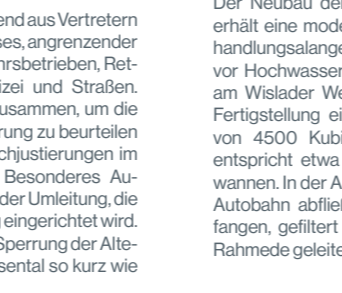 end aus Vertretern
ses, angrenzender
hrsbetrieben, Ret-
izei und Straßen.
usammen, um die
rung zu beurteilen
chjustierungen im
Besonderes Au-
der Umleitung, die
eingerichtet wird.
Sperrung der Alte-
sental so kurz wie
Der Neubau der
erhält eine mode
handlungsalange
vor Hochwasser
am Wislader We
Fertigstellung ei
von 4500 Kubi
entspricht etwa
wannen. In der A
Autobahn abflie
fangen, gefiltert
Rahmede geleite